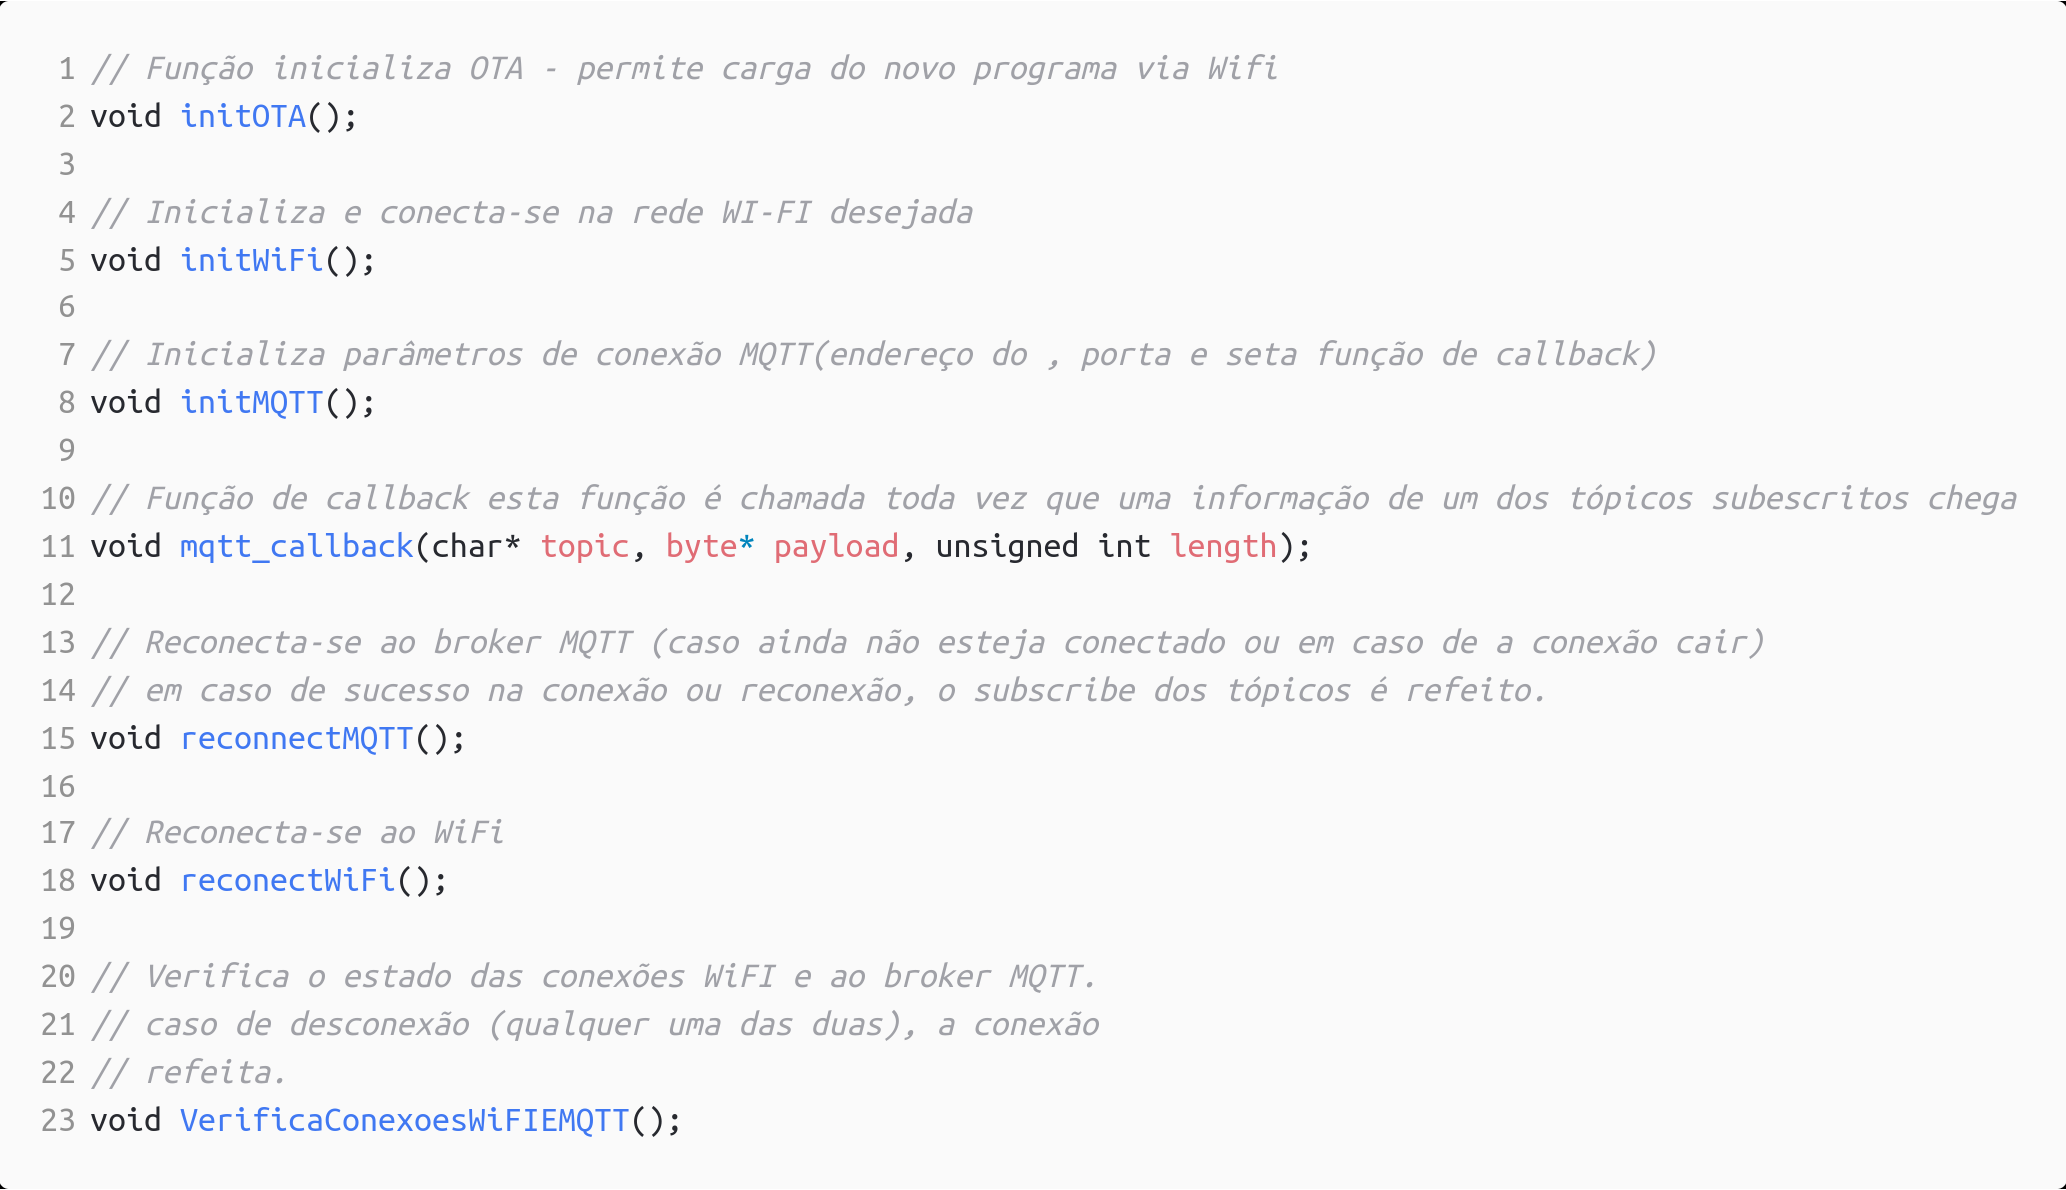 1 // Função inicializa OTA - permite carga do novo programa via Wifi
2 void initOTA();
3
4 // Inicializa e conecta-se na rede WI-FI desejada
5 void initWiFi();
6
7 // Inicializa parâmetros de conexão MQTT(endereço do , porta e seta função de callback)
8 void initMQTT();
9
10 // Função de callback esta função é chamada toda vez que uma informação de um dos tópicos subescritos chega
11 void mqtt_callback(char* topic, byte* payload, unsigned int length);
12
13 // Reconecta-se ao broker MQTT (caso ainda não esteja conectado ou em caso de a conexão cair)
14 // em caso de sucesso na conexão ou reconexão, o subscribe dos tópicos é refeito.
15 void reconnectMQTT();
16
17 // Reconecta-se ao WiFi
18 void reconectWiFi();
19
20 // Verifica o estado das conexões WiFI e ao broker MQTT.
21 // caso de desconexão (qualquer uma das duas), a conexão
22 // refeita.
23 void VerificaConexoesWiFIEMQTT();